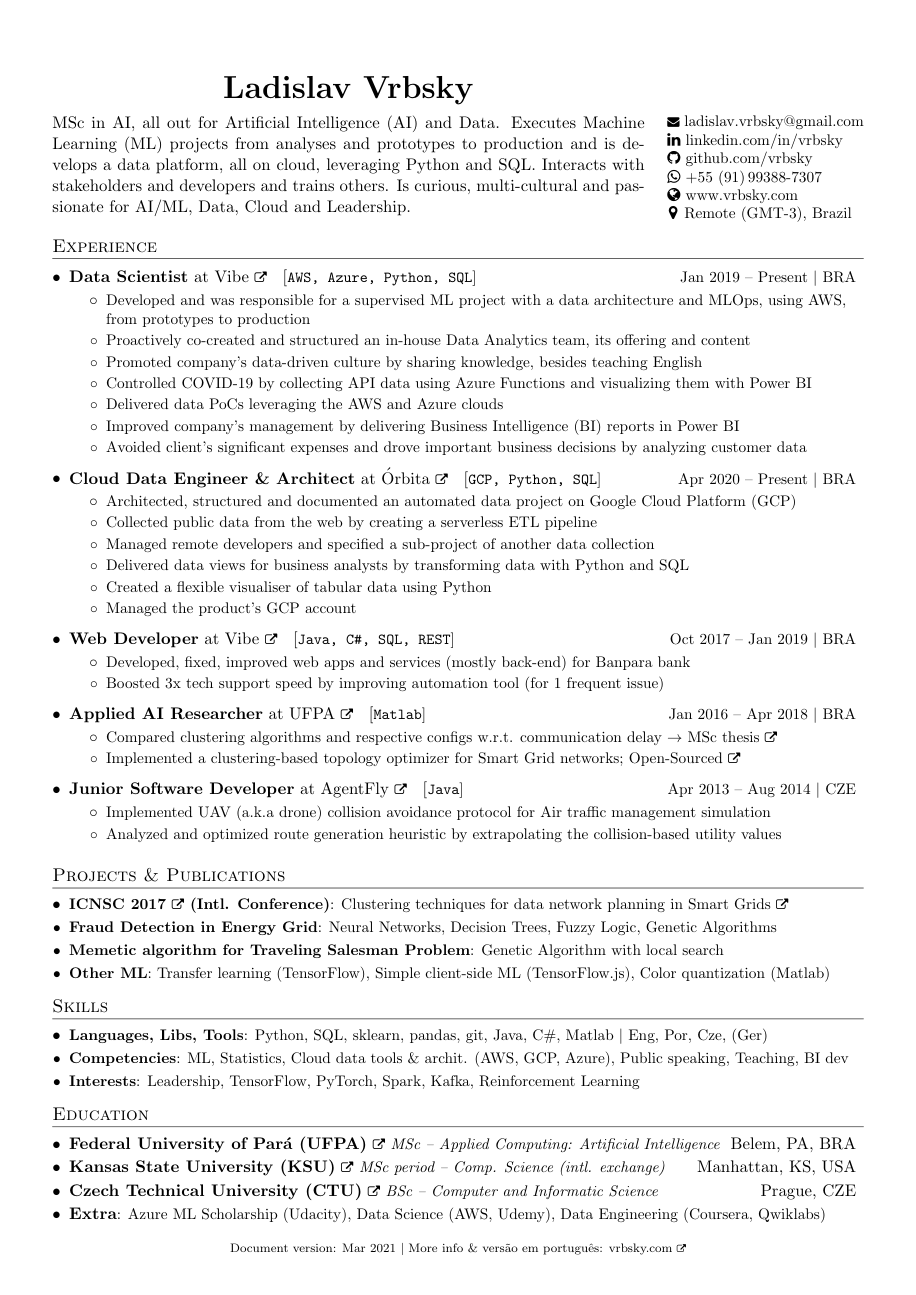 Ladislav Vrbsky
MSc in AI, all out for Artificial Intelligence (AI) and Data. Executes Machine
Learning (ML) projects from analyses and prototypes to production and is de-
velops a data platform, all on cloud, leveraging Python and SQL. Interacts with
stakeholders and developers and trains others. Is curious, multi-cultural and pas-
sionate for AI/ML, Data, Cloud and Leadership.
ladislav.vrbsky@gmail.com
linkedin.com/in/vrbsky
github.com/vrbsky
+55 (91) 99388-7307
www.vrbsky.com
Remote (GMT-3), Brazil
Experience
• Data Scientist at Vibe [AWS, Azure, Python, SQL] Jan 2019 – Present | BRA
◦ Developed and was responsible for a supervised ML project with a data architecture and MLOps, using AWS,
from prototypes to production
◦ Proactively co-created and structured an in-house Data Analytics team, its offering and content
◦ Promoted company's data-driven culture by sharing knowledge, besides teaching English
◦ Controlled COVID-19 by collecting API data using Azure Functions and visualizing them with Power BI
◦ Delivered data PoCs leveraging the AWS and Azure clouds
◦ Improved company's management by delivering Business Intelligence (BI) reports in Power BI
◦ Avoided client's significant expenses and drove important business decisions by analyzing customer data
• Cloud Data Engineer & Architect at Órbita [GCP, Python, SQL] Apr 2020 – Present | BRA
◦ Architected, structured and documented an automated data project on Google Cloud Platform (GCP)
◦ Collected public data from the web by creating a serverless ETL pipeline
◦ Managed remote developers and specified a sub-project of another data collection
◦ Delivered data views for business analysts by transforming data with Python and SQL
◦ Created a flexible visualiser of tabular data using Python
◦ Managed the product's GCP account
• Web Developer at Vibe [Java, C#, SQL, REST] Oct 2017 – Jan 2019 | BRA
◦ Developed, fixed, improved web apps and services (mostly back-end) for Banpara bank
◦ Boosted 3x tech support speed by improving automation tool (for 1 frequent issue)
• Applied AI Researcher at UFPA [Matlab] Jan 2016 – Apr 2018 | BRA
◦ Compared clustering algorithms and respective configs w.r.t. communication delay → MSc thesis
◦ Implemented a clustering-based topology optimizer for Smart Grid networks; Open-Sourced
• Junior Software Developer at AgentFly [Java] Apr 2013 – Aug 2014 | CZE
◦ Implemented UAV (a.k.a drone) collision avoidance protocol for Air traffic management simulation
◦ Analyzed and optimized route generation heuristic by extrapolating the collision-based utility values
Projects & Publications
• ICNSC 2017 (Intl. Conference): Clustering techniques for data network planning in Smart Grids
• Fraud Detection in Energy Grid: Neural Networks, Decision Trees, Fuzzy Logic, Genetic Algorithms
• Memetic algorithm for Traveling Salesman Problem: Genetic Algorithm with local search
• Other ML: Transfer learning (TensorFlow), Simple client-side ML (TensorFlow.js), Color quantization (Matlab)
Skills
• Languages, Libs, Tools: Python, SQL, sklearn, pandas, git, Java, C#, Matlab | Eng, Por, Cze, (Ger)
• Competencies: ML, Statistics, Cloud data tools & archit. (AWS, GCP, Azure), Public speaking, Teaching, BI dev
• Interests: Leadership, TensorFlow, PyTorch, Spark, Kafka, Reinforcement Learning
Education
• Federal University of Pará (UFPA) MSc – Applied Computing: Artificial Intelligence Belem, PA, BRA
• Kansas State University (KSU) MSc period – Comp. Science (intl. exchange) Manhattan, KS, USA
• Czech Technical University (CTU) BSc – Computer and Informatic Science Prague, CZE
• Extra: Azure ML Scholarship (Udacity), Data Science (AWS, Udemy), Data Engineering (Coursera, Qwiklabs)
Document version: Mar 2021 | More info & versão em português: vrbsky.com